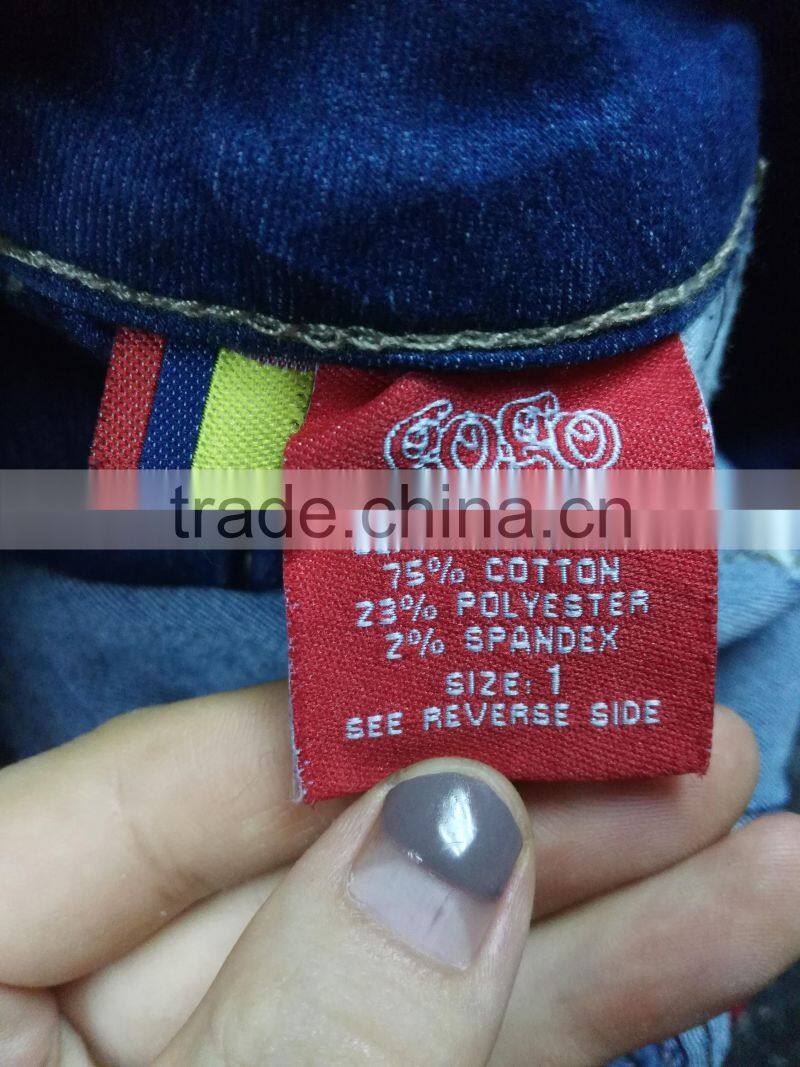 trade.china.cn
75% COTTON
23% POLYESTER
2% SPANDEX
SIZE: 1
SEE REVERSE SIDE